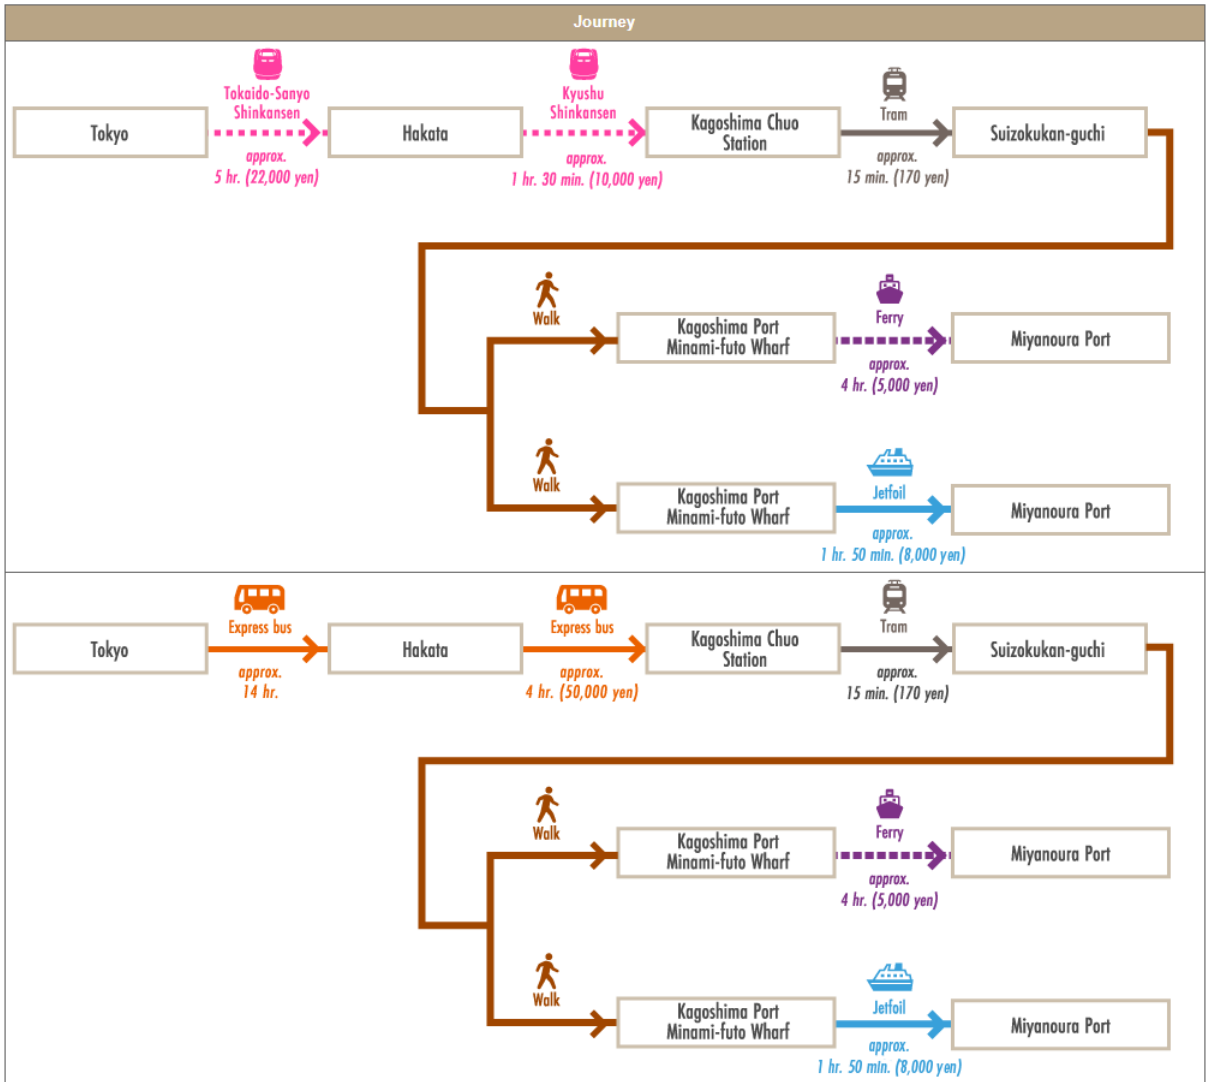 Journey
Tokaido-Sanyo
Shinkansen
Kyushu
Shinkansen
Tram
Tokyo
Hakata
Kagoshima Chuo
Station
Suizokukan-guchi
approx.
5 hr. (22,000 yen)
approx.
1 hr. 30 min. (10,000 yen)
approx.
15 min. (170 yen)
Walk
Ferry
Kagoshima Port
Minami-futo Wharf
Miyanoura Port
approx.
4 hr. (5,000 yen)
Walk
Jetfoil
Kagoshima Port
Minami-futo Wharf
Miyanoura Port
approx.
1 hr. 50 min. (8,000 yen)
Express bus
Express bus
Tram
Tokyo
Hakata
Kagoshima Chuo
Station
Suizokukan-guchi
approx.
14 hr.
approx.
4 hr. (50,000 yen)
approx.
15 min. (170 yen)
Walk
Ferry
Kagoshima Port
Minami-futo Wharf
Miyanoura Port
approx.
4 hr. (5,000 yen)
Walk
Jetfoil
Kagoshima Port
Minami-futo Wharf
Miyanoura Port
approx.
1 hr. 50 min. (8,000 yen)